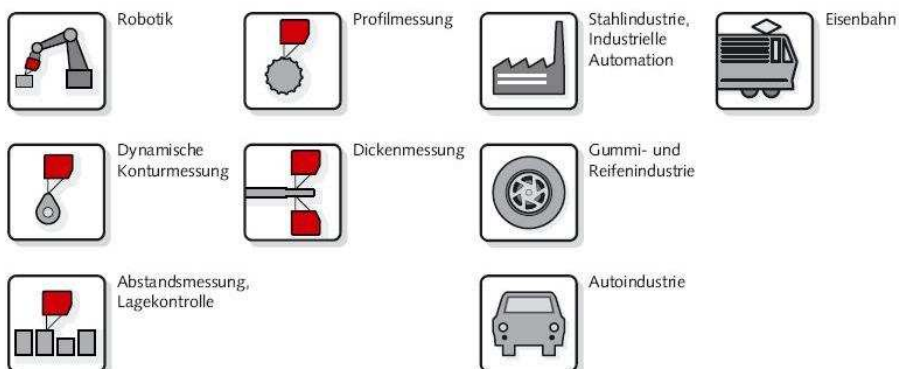 Robotik
Profilmessung
Stahlindustrie,
Industrielle
Automation
Eisenbahn
Dynamische
Konturmessung
Dickenmessung
Gummi- und
Reifenindustrie
Abstandsmessung,
Lagekontrolle
Autoindustrie